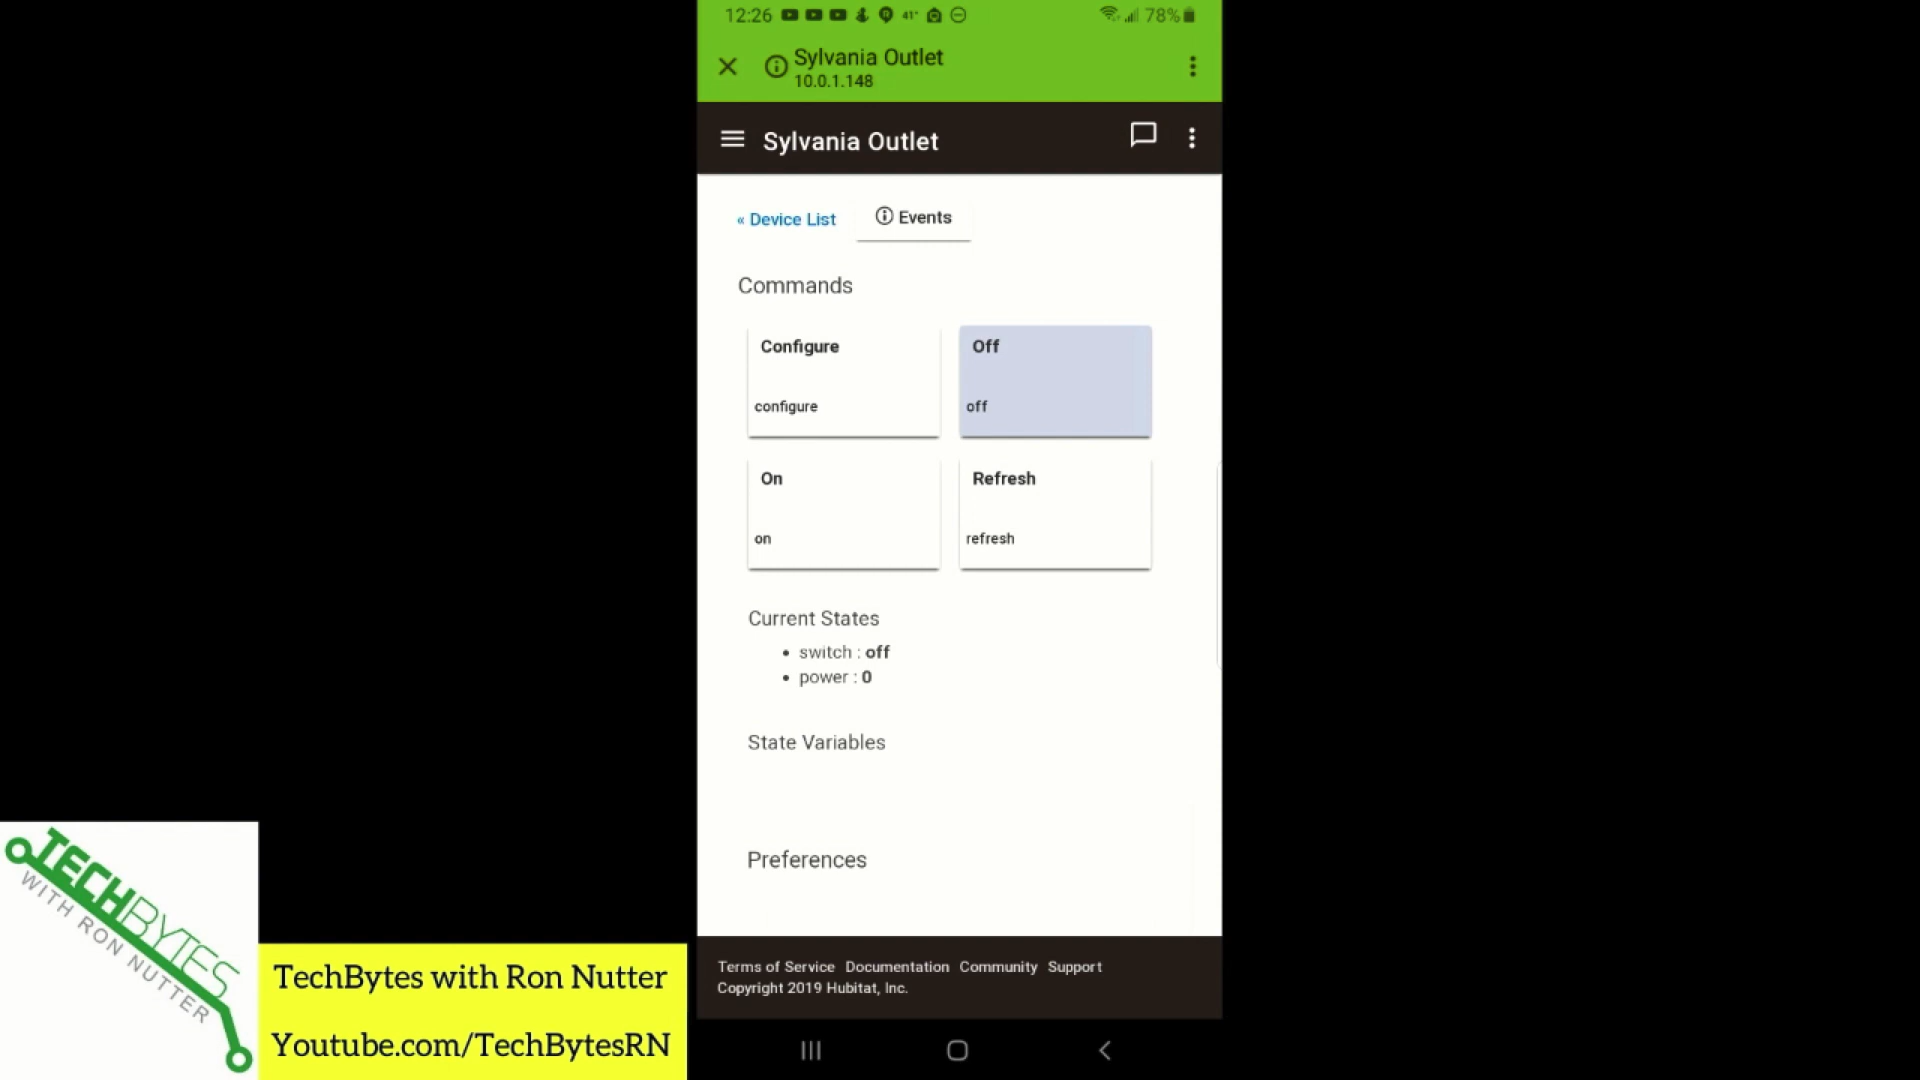 12:26 41° 78%
Sylvania Outlet
10.0.1.148
Sylvania Outlet
« Device List Events
Commands
Configure Off
configure off
On Refresh
on refresh
Current States
switch : off
power : 0
State Variables
Preferences
Terms of Service Documentation Community Support
Copyright 2019 Hubitat, Inc.
TECHBYTES
WITH RON NUTTER
TechBytes with Ron Nutter
Youtube.com/TechBytesRN